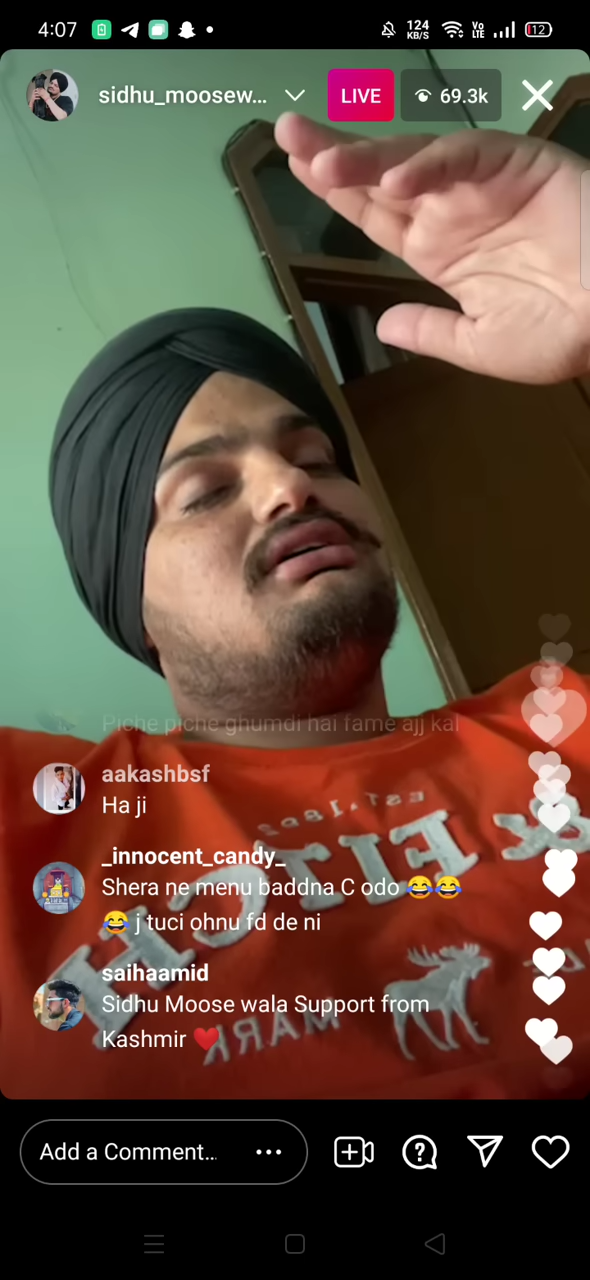 4:07
124
KB/S
Vo
LTE
12
sidhu_moosew...
LIVE
69.3k
Piche piche ghumdi hai fame ajj kal
aakashbsf
Ha ji
_innocent_candy_
Shera ne menu baddna C odo 😂😂
😂 j tuci ohnu fd de ni
saihaamid
Sidhu Moose wala Support from
Kashmir ❤️
Add a Comment...